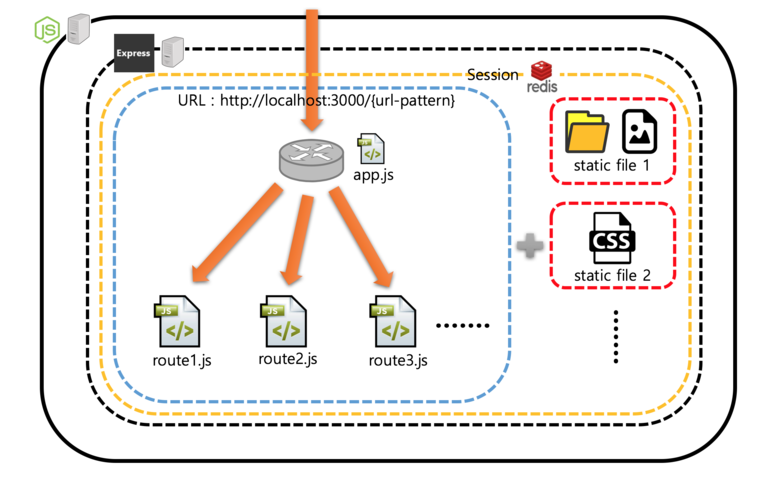 JS
Express
Session
redis
URL : http://localhost:3000/{url-pattern}
app.js
static file 1
CSS
static file 2
JS
JS
JS
route1.js
route2.js
route3.js